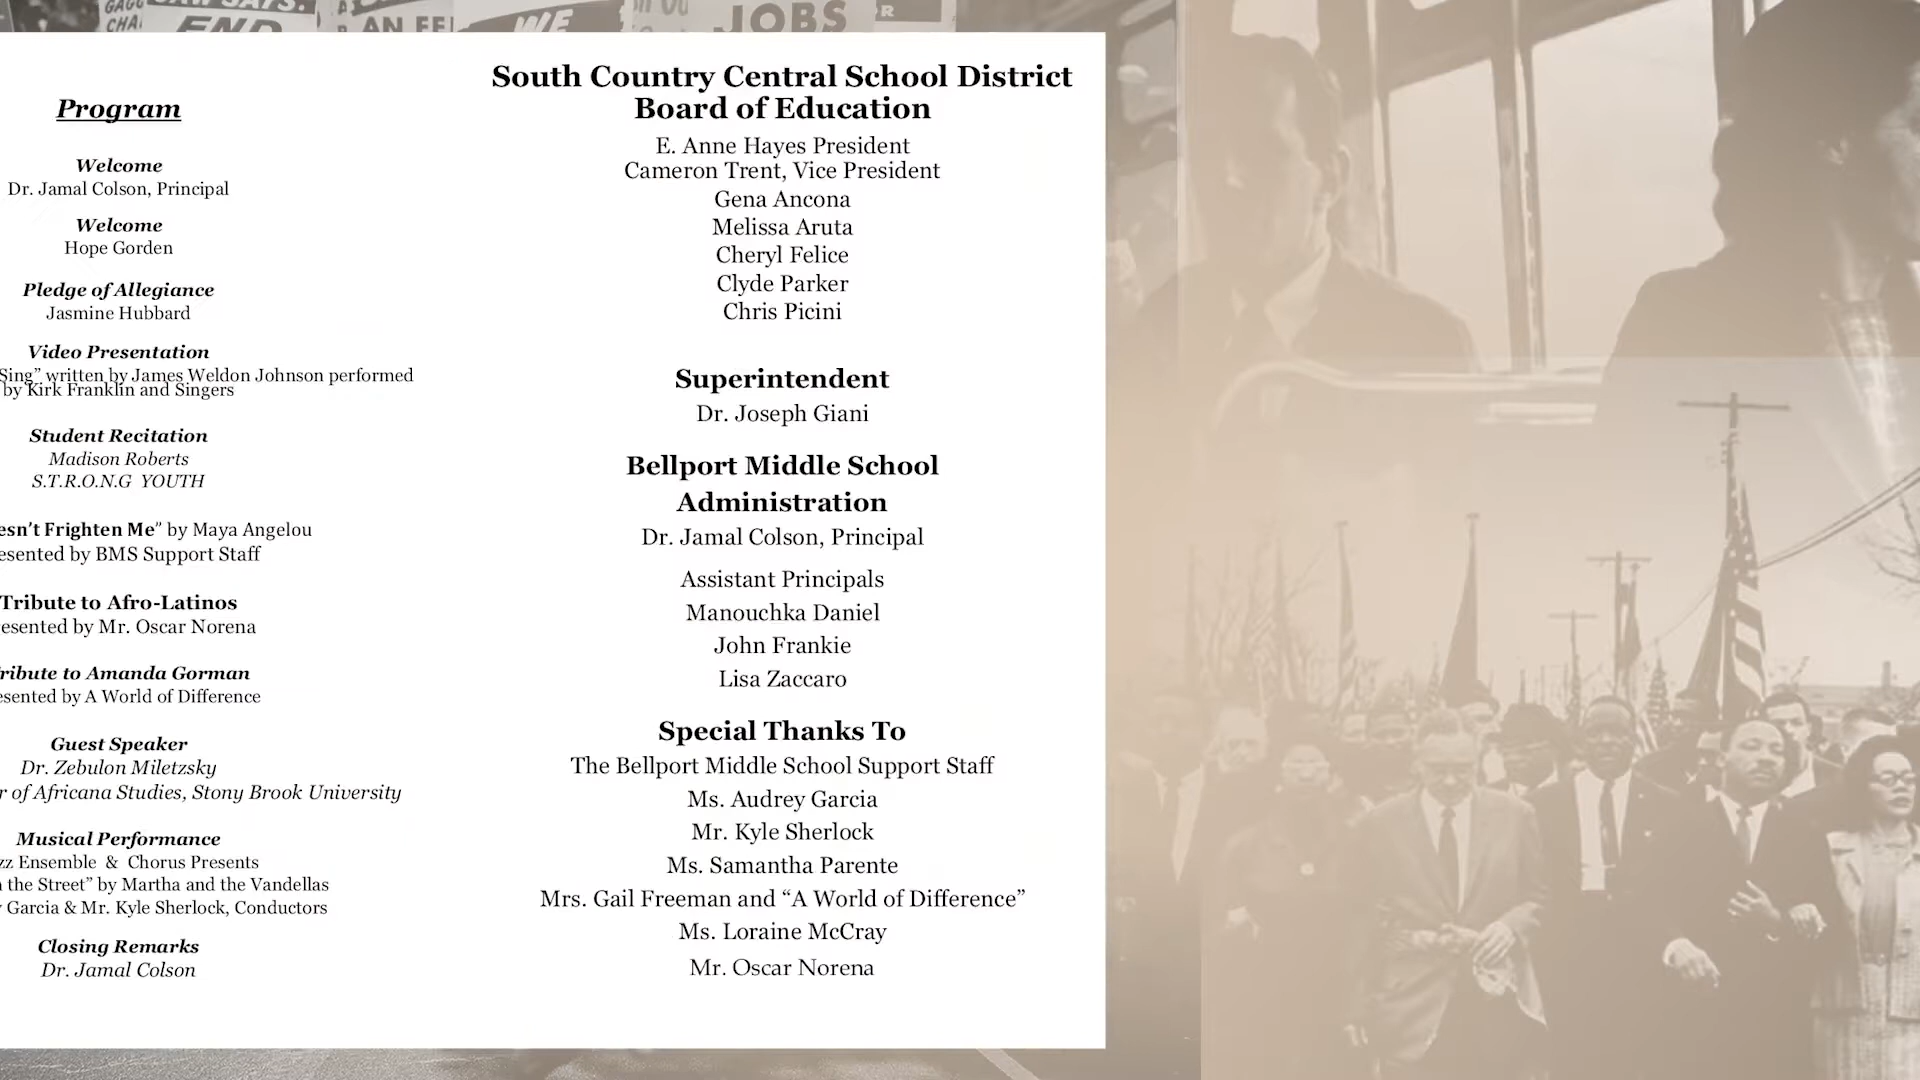 SAYS:
END
AN
WE
JOBS
Program
Welcome
Dr. Jamal Colson, Principal
Welcome
Hope Gorden
Pledge of Allegiance
Jasmine Hubbard
Video Presentation
Sing” written by James Weldon Johnson performed
by Kirk Franklin and Singers
Student Recitation
Madison Roberts
S.T.R.O.N.G YOUTH
esn’t Frighten Me” by Maya Angelou
esented by BMS Support Staff
Tribute to Afro-Latinos
esented by Mr. Oscar Norena
ribute to Amanda Gorman
esented by A World of Difference
Guest Speaker
Dr. Zebulon Miletzsky
r of Africana Studies, Stony Brook University
Musical Performance
zz Ensemble & Chorus Presents
the Street” by Martha and the Vandellas
Garcia & Mr. Kyle Sherlock, Conductors
Closing Remarks
Dr. Jamal Colson
South Country Central School District
Board of Education
E. Anne Hayes President
Cameron Trent, Vice President
Gena Ancona
Melissa Aruta
Cheryl Felice
Clyde Parker
Chris Picini
Superintendent
Dr. Joseph Giani
Bellport Middle School
Administration
Dr. Jamal Colson, Principal
Assistant Principals
Manouchka Daniel
John Frankie
Lisa Zaccaro
Special Thanks To
The Bellport Middle School Support Staff
Ms. Audrey Garcia
Mr. Kyle Sherlock
Ms. Samantha Parente
Mrs. Gail Freeman and “A World of Difference”
Ms. Loraine McCray
Mr. Oscar Norena